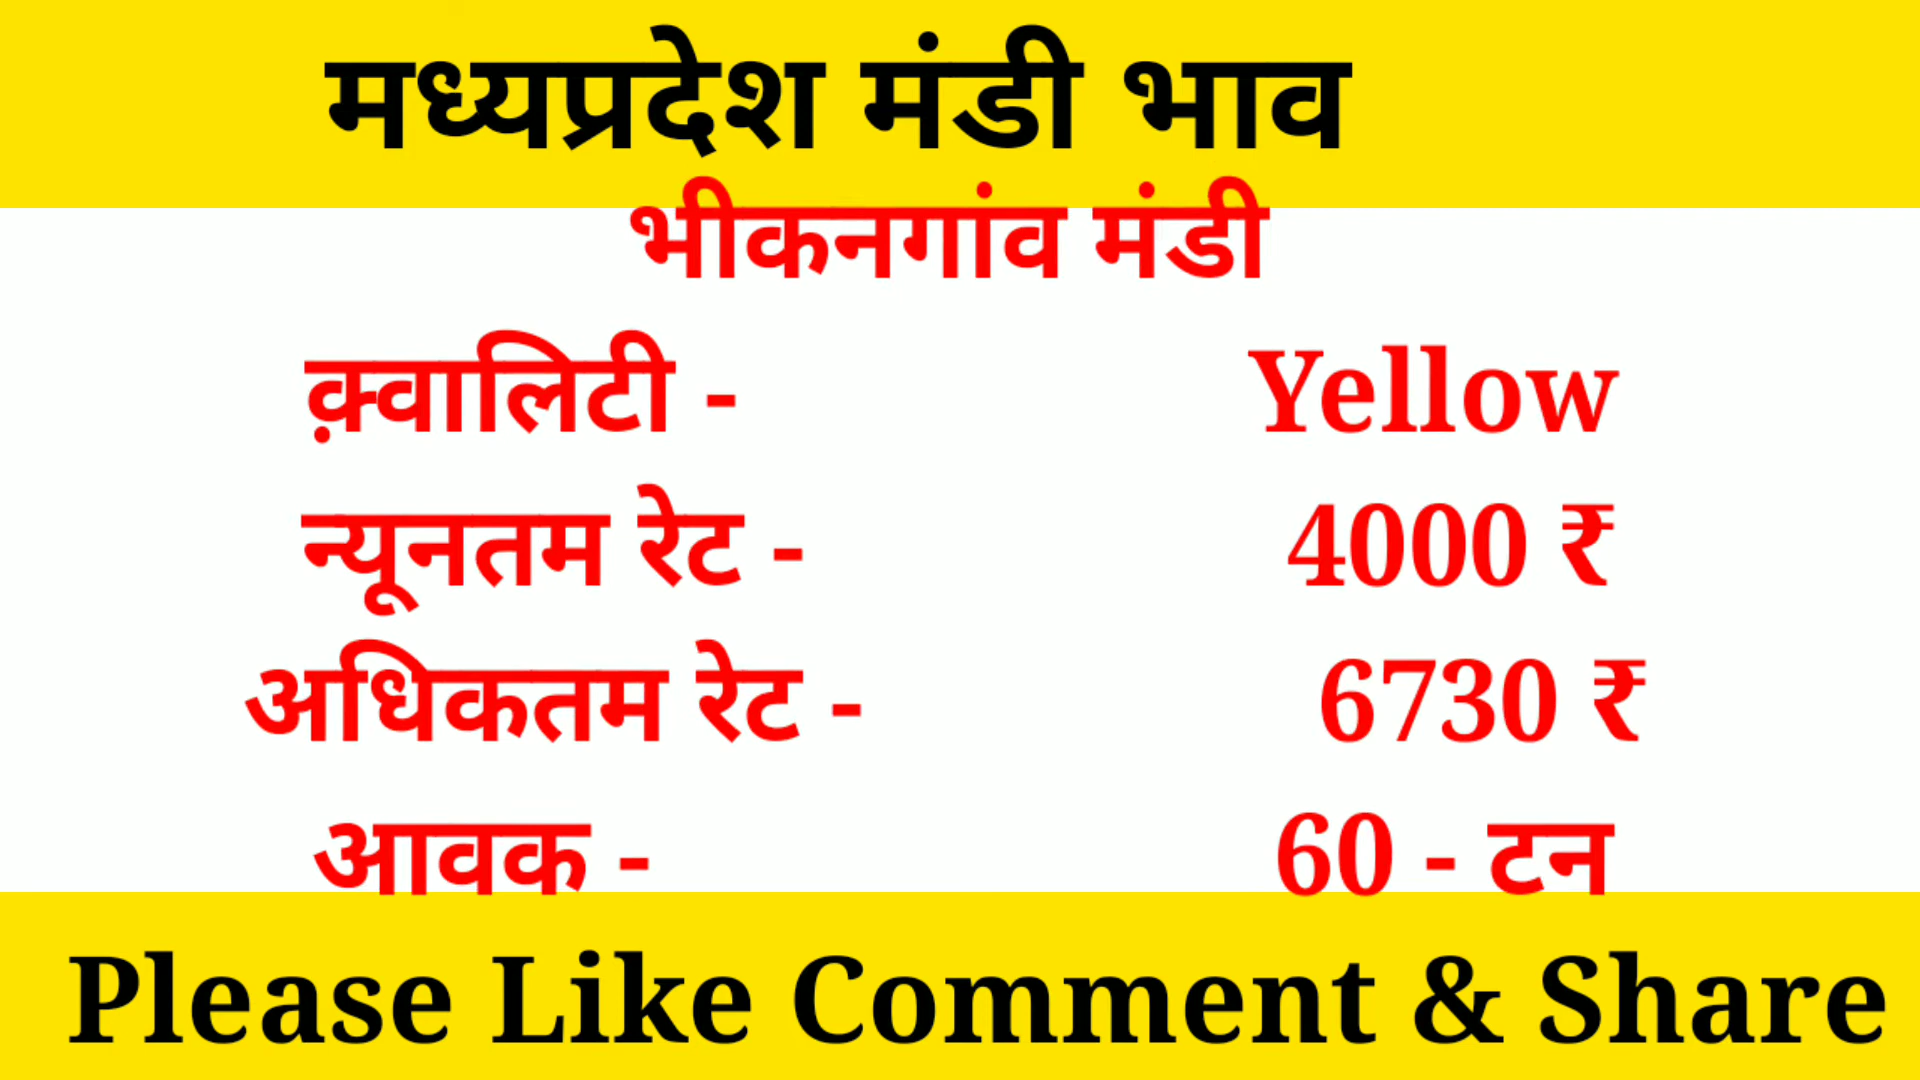 मध्यप्रदेश मंडी भाव
भीकनगांव मंडी
क़्वालिटी - Yellow
न्यूनतम रेट - 4000 ₹
अधिकतम रेट - 6730 ₹
आवक - 60 - टन
Please Like Comment & Share